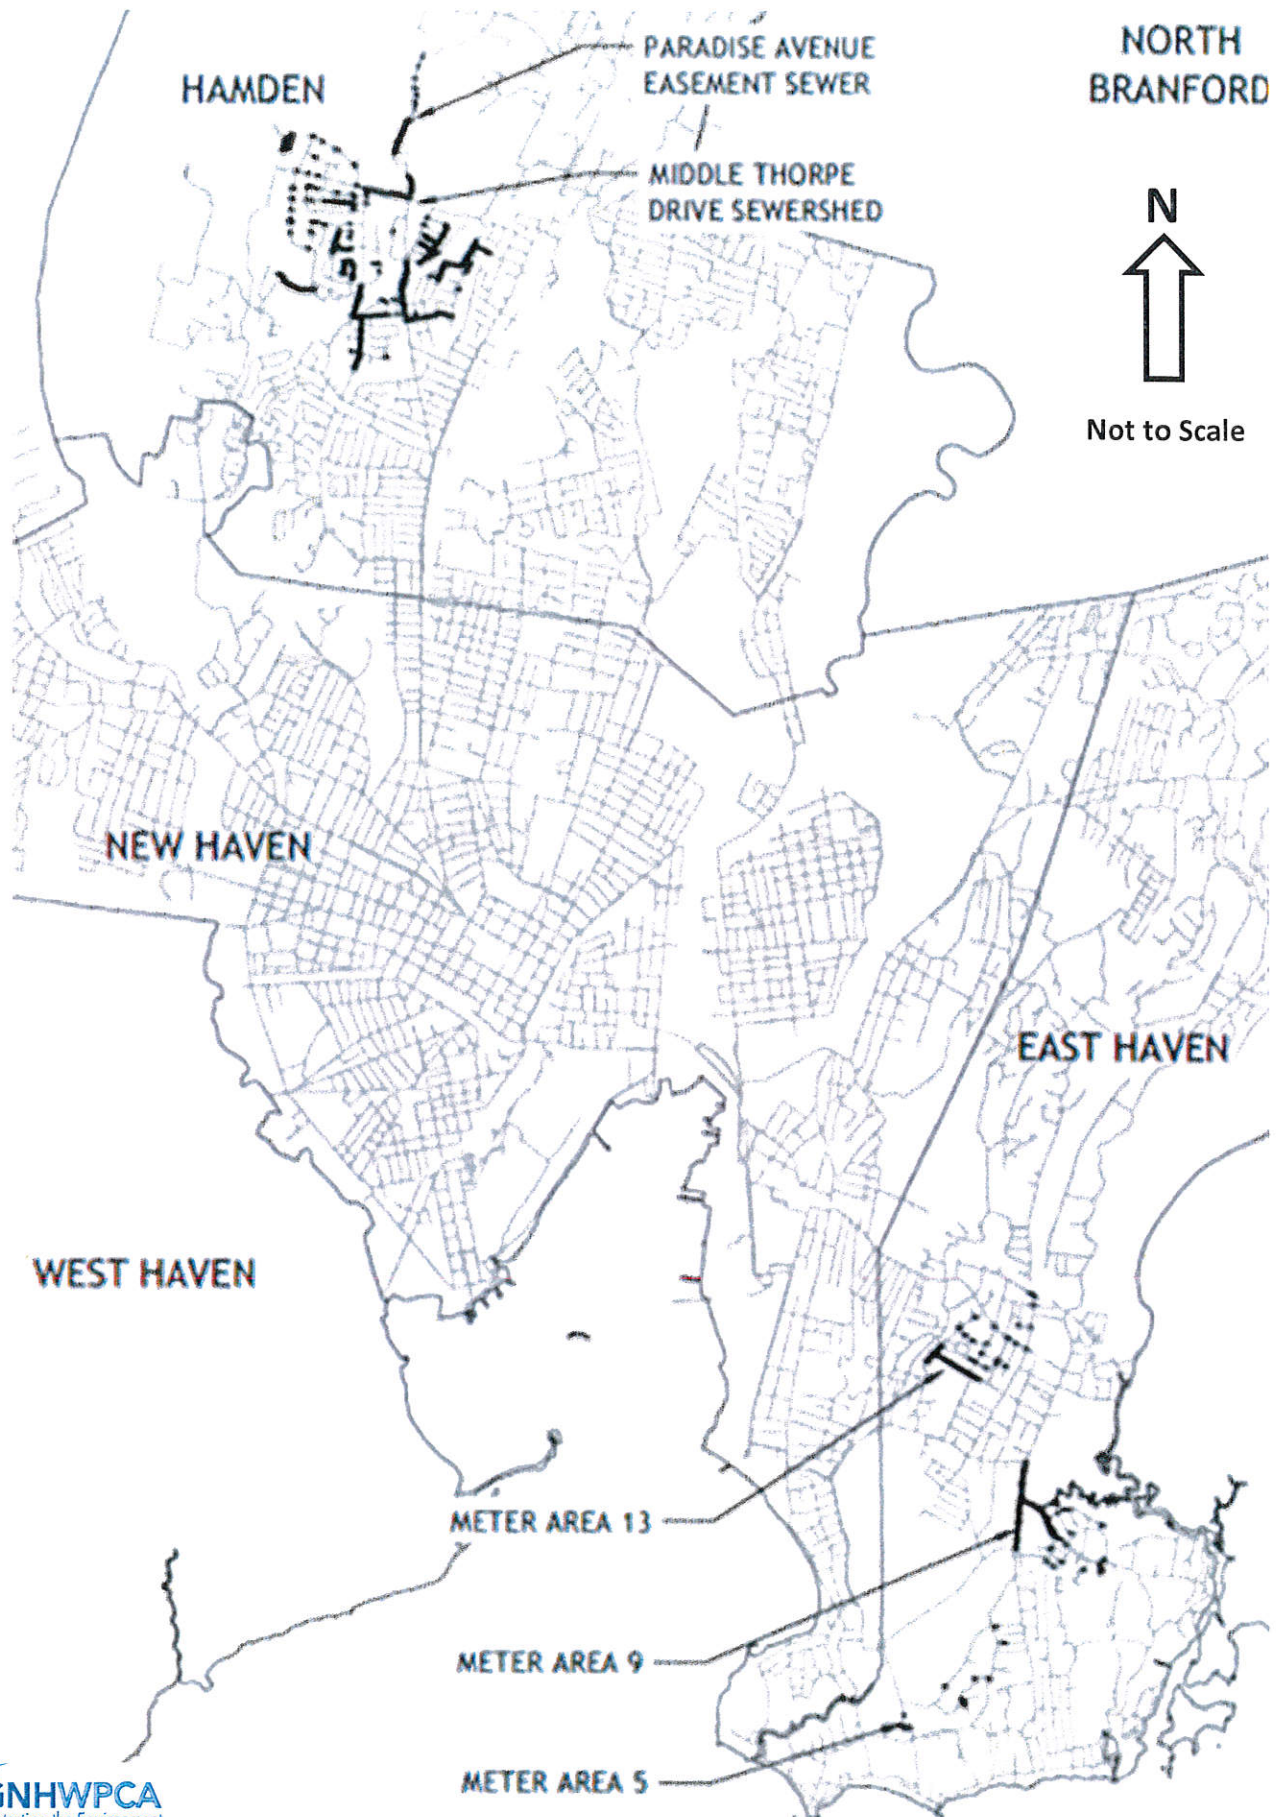 HAMDEN
PARADISE AVENUE
EASEMENT SEWER
NORTH
BRANFORD
MIDDLE THORPE
DRIVE SEWERSHED
N
Not to Scale
NEW HAVEN
EAST HAVEN
WEST HAVEN
METER AREA 13
METER AREA 9
METER AREA 5
GNHWPCA